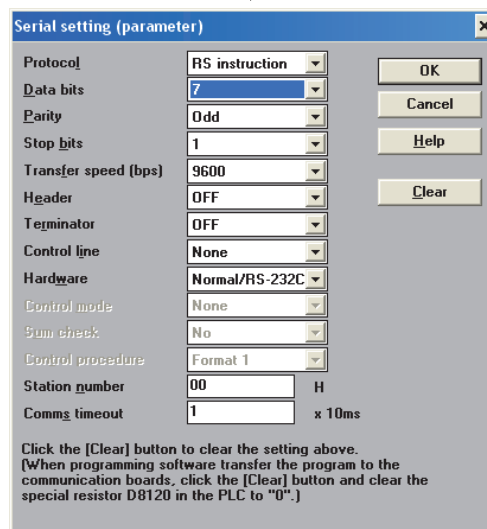 Serial setting (parameter)
Protocol RS instruction
OK
Data bits 7
Cancel
Parity Odd
Stop bits 1
Help
Transfer speed (bps) 9600
Header OFF
Clear
Terminator OFF
Control line None
Hardware Normal/RS-232C
Control mode None
Sum check No
Control procedure Format 1
Station number 00 H
Comms timeout 1 x 10ms
Click the [Clear] button to clear the setting above.
(When programming software transfer the program to the
communication boards, click the [Clear] button and clear the
special resistor D8120 in the PLC to "0".)